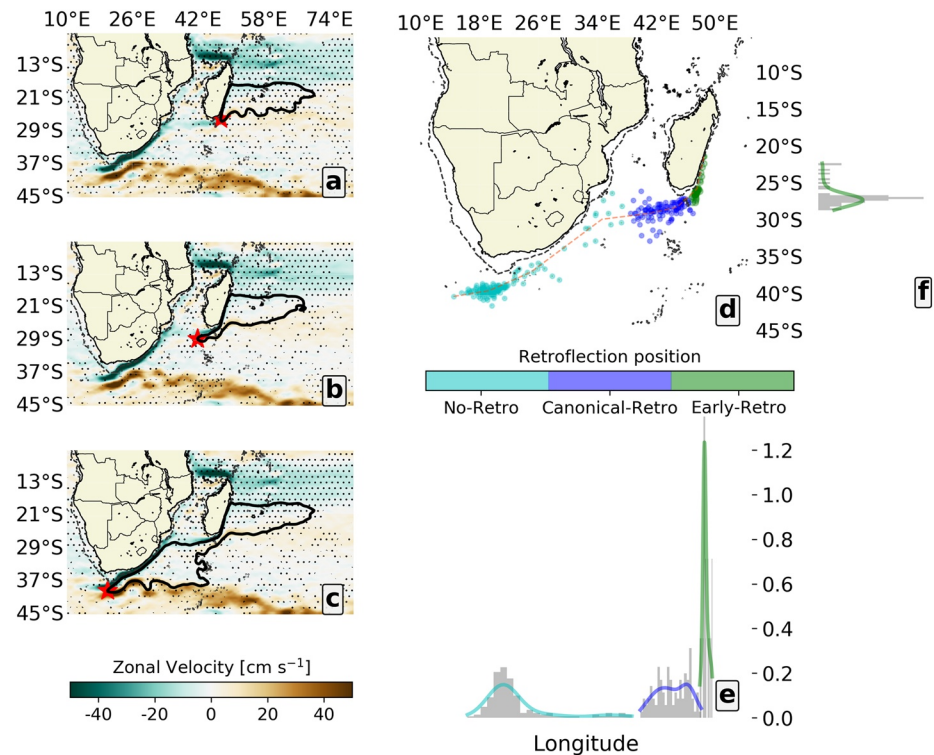 10°E 26°E 42°E 58°E 74°E
13°S
21°S
29°S
37°S
45°S
a
13°S
21°S
29°S
37°S
45°S
b
13°S
21°S
29°S
37°S
45°S
c
Zonal Velocity [cm s⁻¹]
-40 -20 0 20 40
10°E 18°E 26°E 34°E 42°E 50°E
10°S
15°S
20°S
25°S
30°S
35°S
40°S
45°S
d
f
Retroflection position
No-Retro Canonical-Retro Early-Retro
1.2
1.0
0.8
0.6
0.4
0.2
0.0
e
Longitude